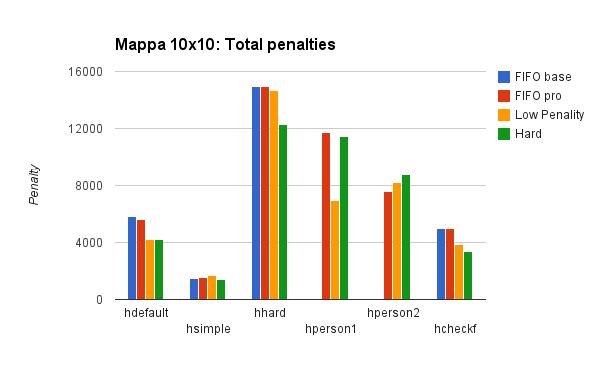 Mappa 10x10: Total penalties
Penalty
16000
12000
8000
4000
0
hdefault
hsimple
hhard
hperson1
hperson2
hcheckf
FIFO base
FIFO pro
Low Penality
Hard